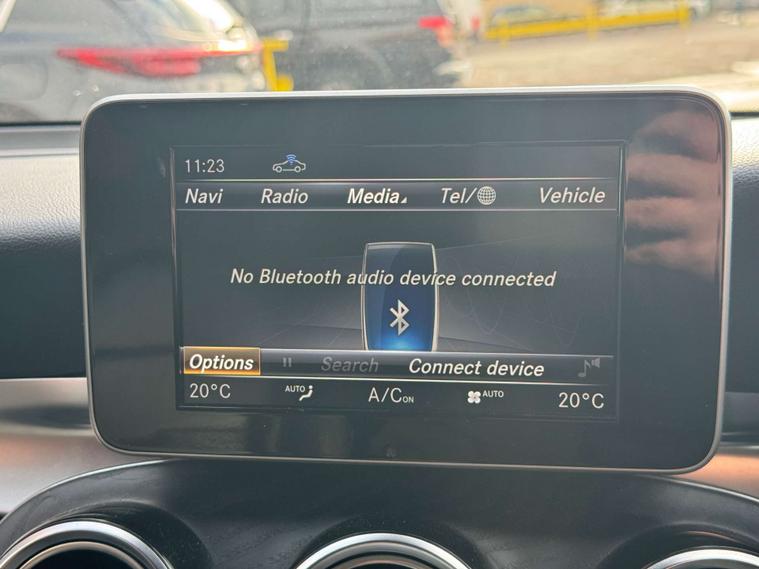 11:23
Navi Radio Media Tel/ Vehicle
No Bluetooth audio device connected
Options Search Connect device
20°C AUTO A/C ON AUTO 20°C